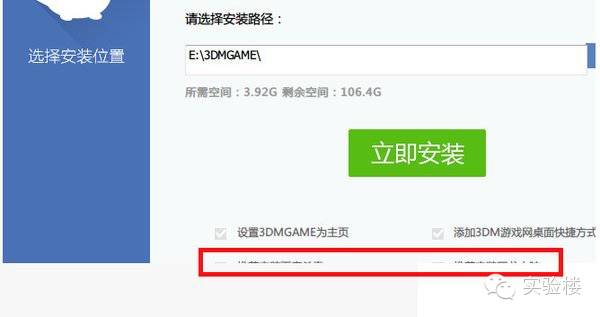 请选择安装路径：
选择安装位置
E:\3DMGAME\
所需空间：3.92G 剩余空间：106.4G
立即安装
设置3DMGAME为主页
添加3DM游戏网桌面快捷方式
实验楼